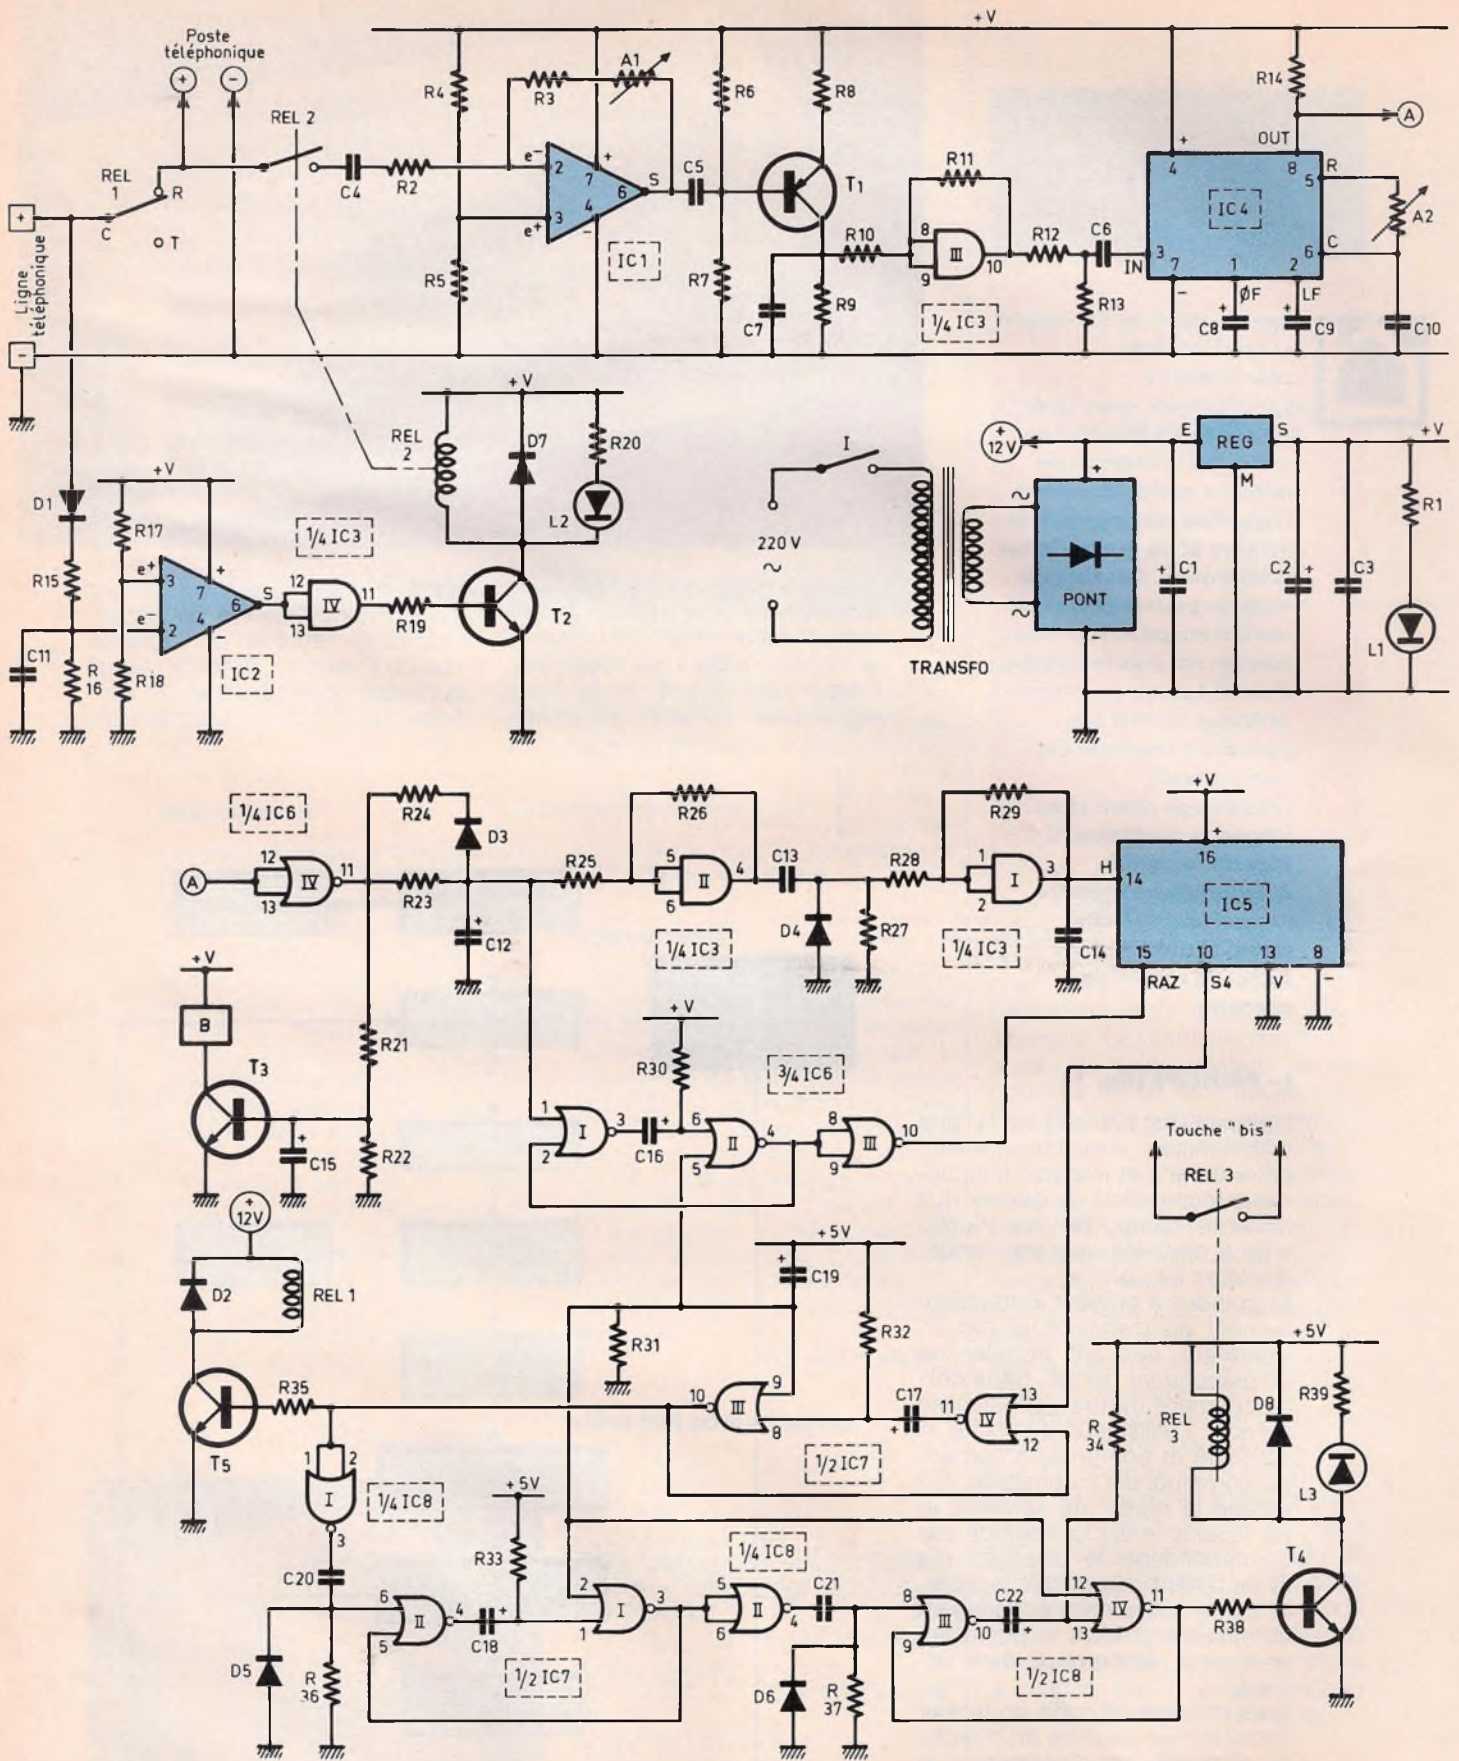 +V
Poste
téléphonique
+
-
REL 2
REL
1
R
C
T
+
Ligne
téléphonique
-
C4
R2
R4
R5
R3
A1
e-
2
7
+
6
S
3
e+
4
-
IC1
C5
R6
R7
R8
T1
C7
R9
R10
8
9
III
10
R11
1/4 IC3
R12
R13
C6
IN
+
4
OUT
8
R
5
IC4
3
C
6
7
1
2
-
ØF
LF
R14
A
A2
C8
C9
C10
+
+
+V
REL
2
D7
R20
L2
D1
+V
R17
R15
e+
3
7
+
6
S
e-
2
4
-
IC2
1/4 IC3
12
13
IV
11
R19
T2
C11
R
16
R18
I
220 V
~
TRANSFO
~
~
+
12V
+
PONT
E
REG
S
M
+V
+
C1
C2
+
C3
R1
L1
1/4 IC6
A
12
13
IV
11
R24
D3
R23
+
C12
R25
R26
5
6
II
4
1/4 IC3
C13
D4
R27
R28
R29
1
2
I
3
1/4 IC3
C14
+V
+
16
H
14
IC5
15
10
13
8
RAZ
S4
V
-
+V
B
T3
R21
R22
+
C15
+V
R30
3/4 IC6
1
2
I
3
C16
+
6
5
II
4
8
9
III
10
Touche "bis"
REL 3
+
12V
D2
REL 1
+5V
+
C19
R31
R32
+5V
R35
T5
10
III
9
8
C17
+
11
IV
13
12
1/2 IC7
R
34
REL
3
D8
R39
L3
1
2
I
3
1/4 IC8
C20
+5V
R33
6
5
II
4
C18
+
1/2 IC7
2
1
I
3
1/4 IC8
5
6
II
4
C21
8
9
III
10
C22
+
1/2 IC8
12
13
IV
11
R38
T4
D5
R
36
D6
R
37